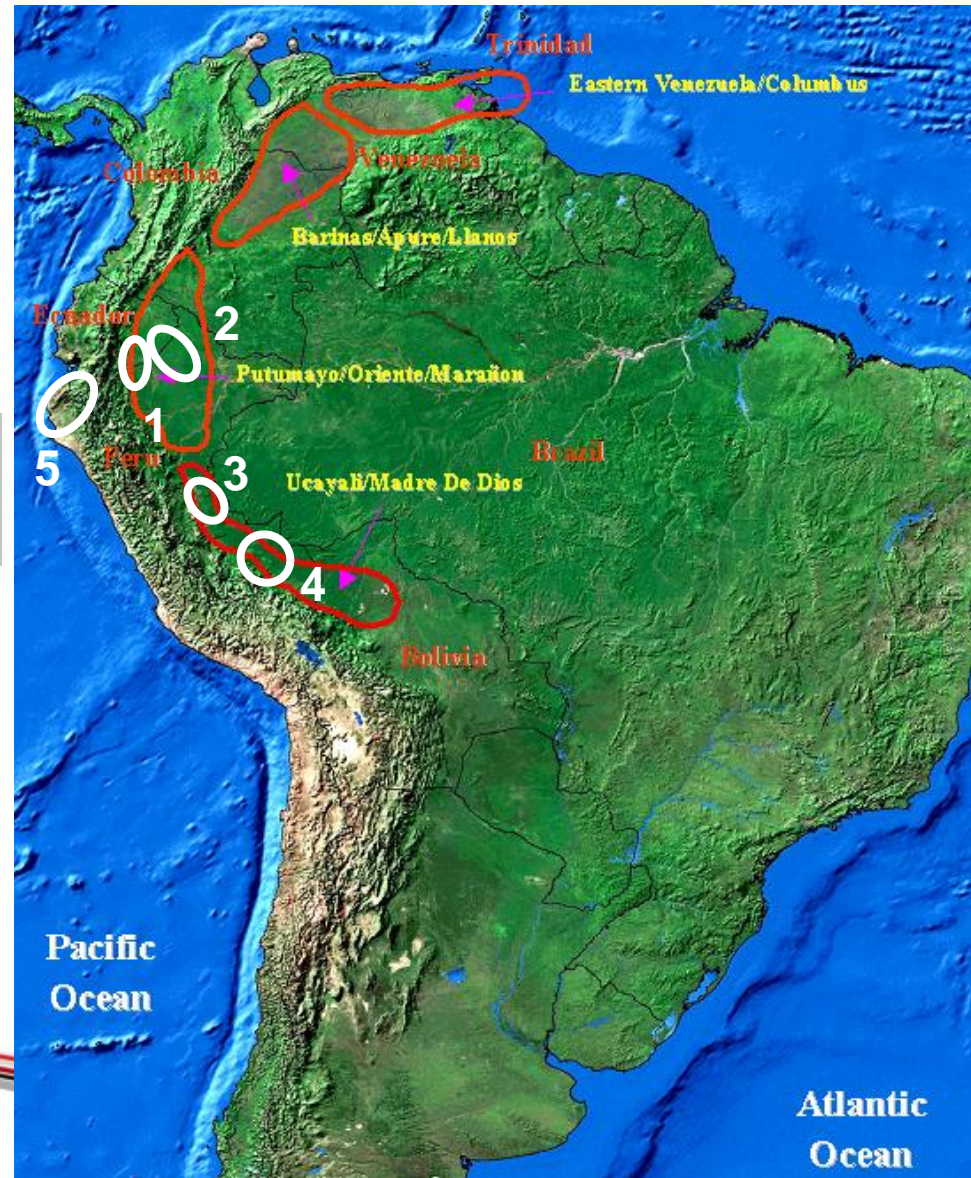 Trinidad
Eastern Venezuela/Columbus
Colombia
Venezuela
Barinas/Apure/Llanos
Ecuador
2
Putumayo/Oriente/Marañon
1
5
Peru
3
Brazil
Ucayali/Madre De Dios
4
Bolivia
Pacific
Ocean
Atlantic
Ocean